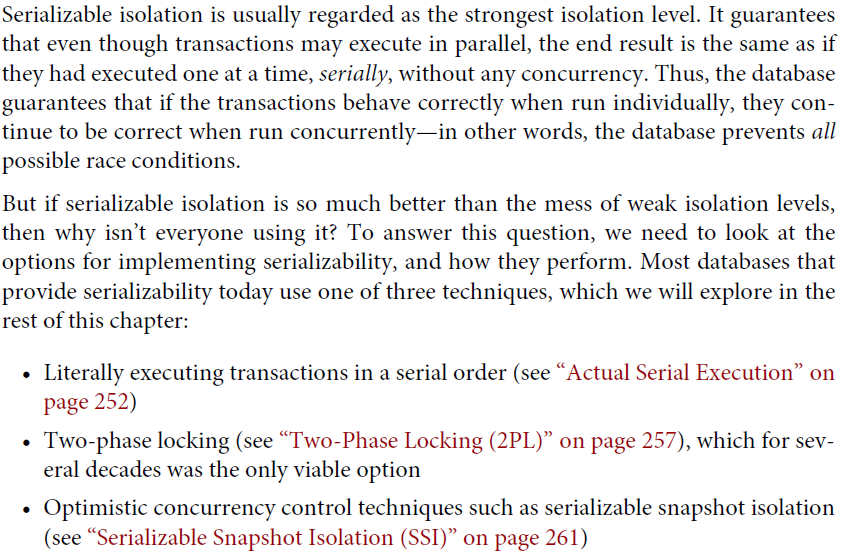 Serializable isolation is usually regarded as the strongest isolation level. It guarantees
that even though transactions may execute in parallel, the end result is the same as if
they had executed one at a time, serially, without any concurrency. Thus, the database
guarantees that if the transactions behave correctly when run individually, they con-
tinue to be correct when run concurrently—in other words, the database prevents all
possible race conditions.
But if serializable isolation is so much better than the mess of weak isolation levels,
then why isn’t everyone using it? To answer this question, we need to look at the
options for implementing serializability, and how they perform. Most databases that
provide serializability today use one of three techniques, which we will explore in the
rest of this chapter:
• Literally executing transactions in a serial order (see “Actual Serial Execution” on
page 252)
• Two-phase locking (see “Two-Phase Locking (2PL)” on page 257), which for sev-
eral decades was the only viable option
• Optimistic concurrency control techniques such as serializable snapshot isolation
(see “Serializable Snapshot Isolation (SSI)” on page 261)